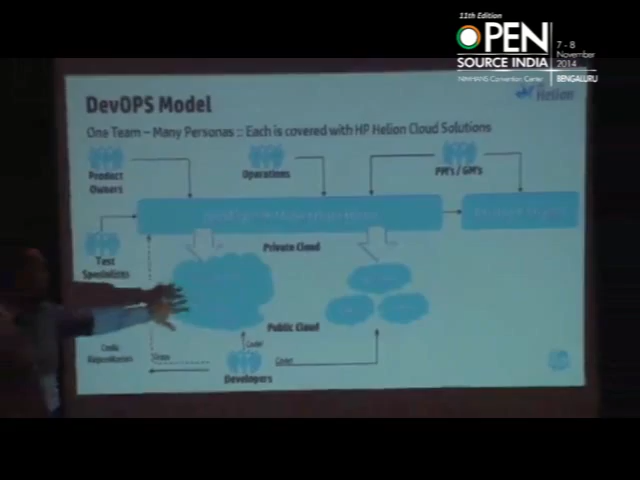 11th Edition
OPEN
SOURCE INDIA
7 - 8
November
2014
NIMHANS Convention Center
BENGALURU
Helion
DevOPS Model
One Team – Many Personas :: Each is covered with HP Helion Cloud Solutions
Product
Owners
Operations
PM's / GM's
Test
Specialists
Private Cloud
Public Cloud
Code
Repositories
Code
Code
Developers